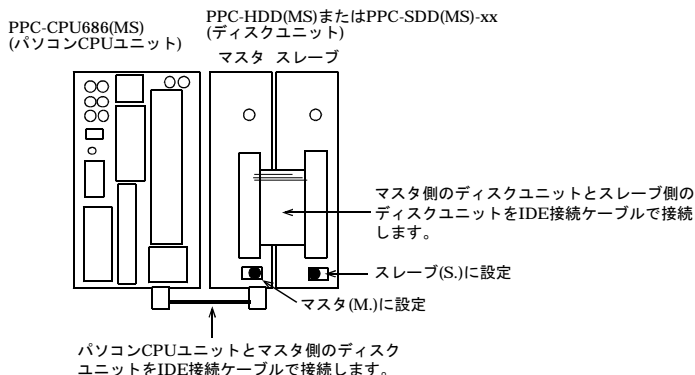 PPC-CPU686(MS)
(パソコンCPUユニット)
PPC-HDD(MS)またはPPC-SDD(MS)-xx
(ディスクユニット)
マスタ スレーブ
マスタ側のディスクユニットとスレーブ側の
ディスクユニットをIDE接続ケーブルで接続
します。
スレーブ(S.)に設定
マスタ(M.)に設定
パソコンCPUユニットとマスタ側のディスク
ユニットをIDE接続ケーブルで接続します。